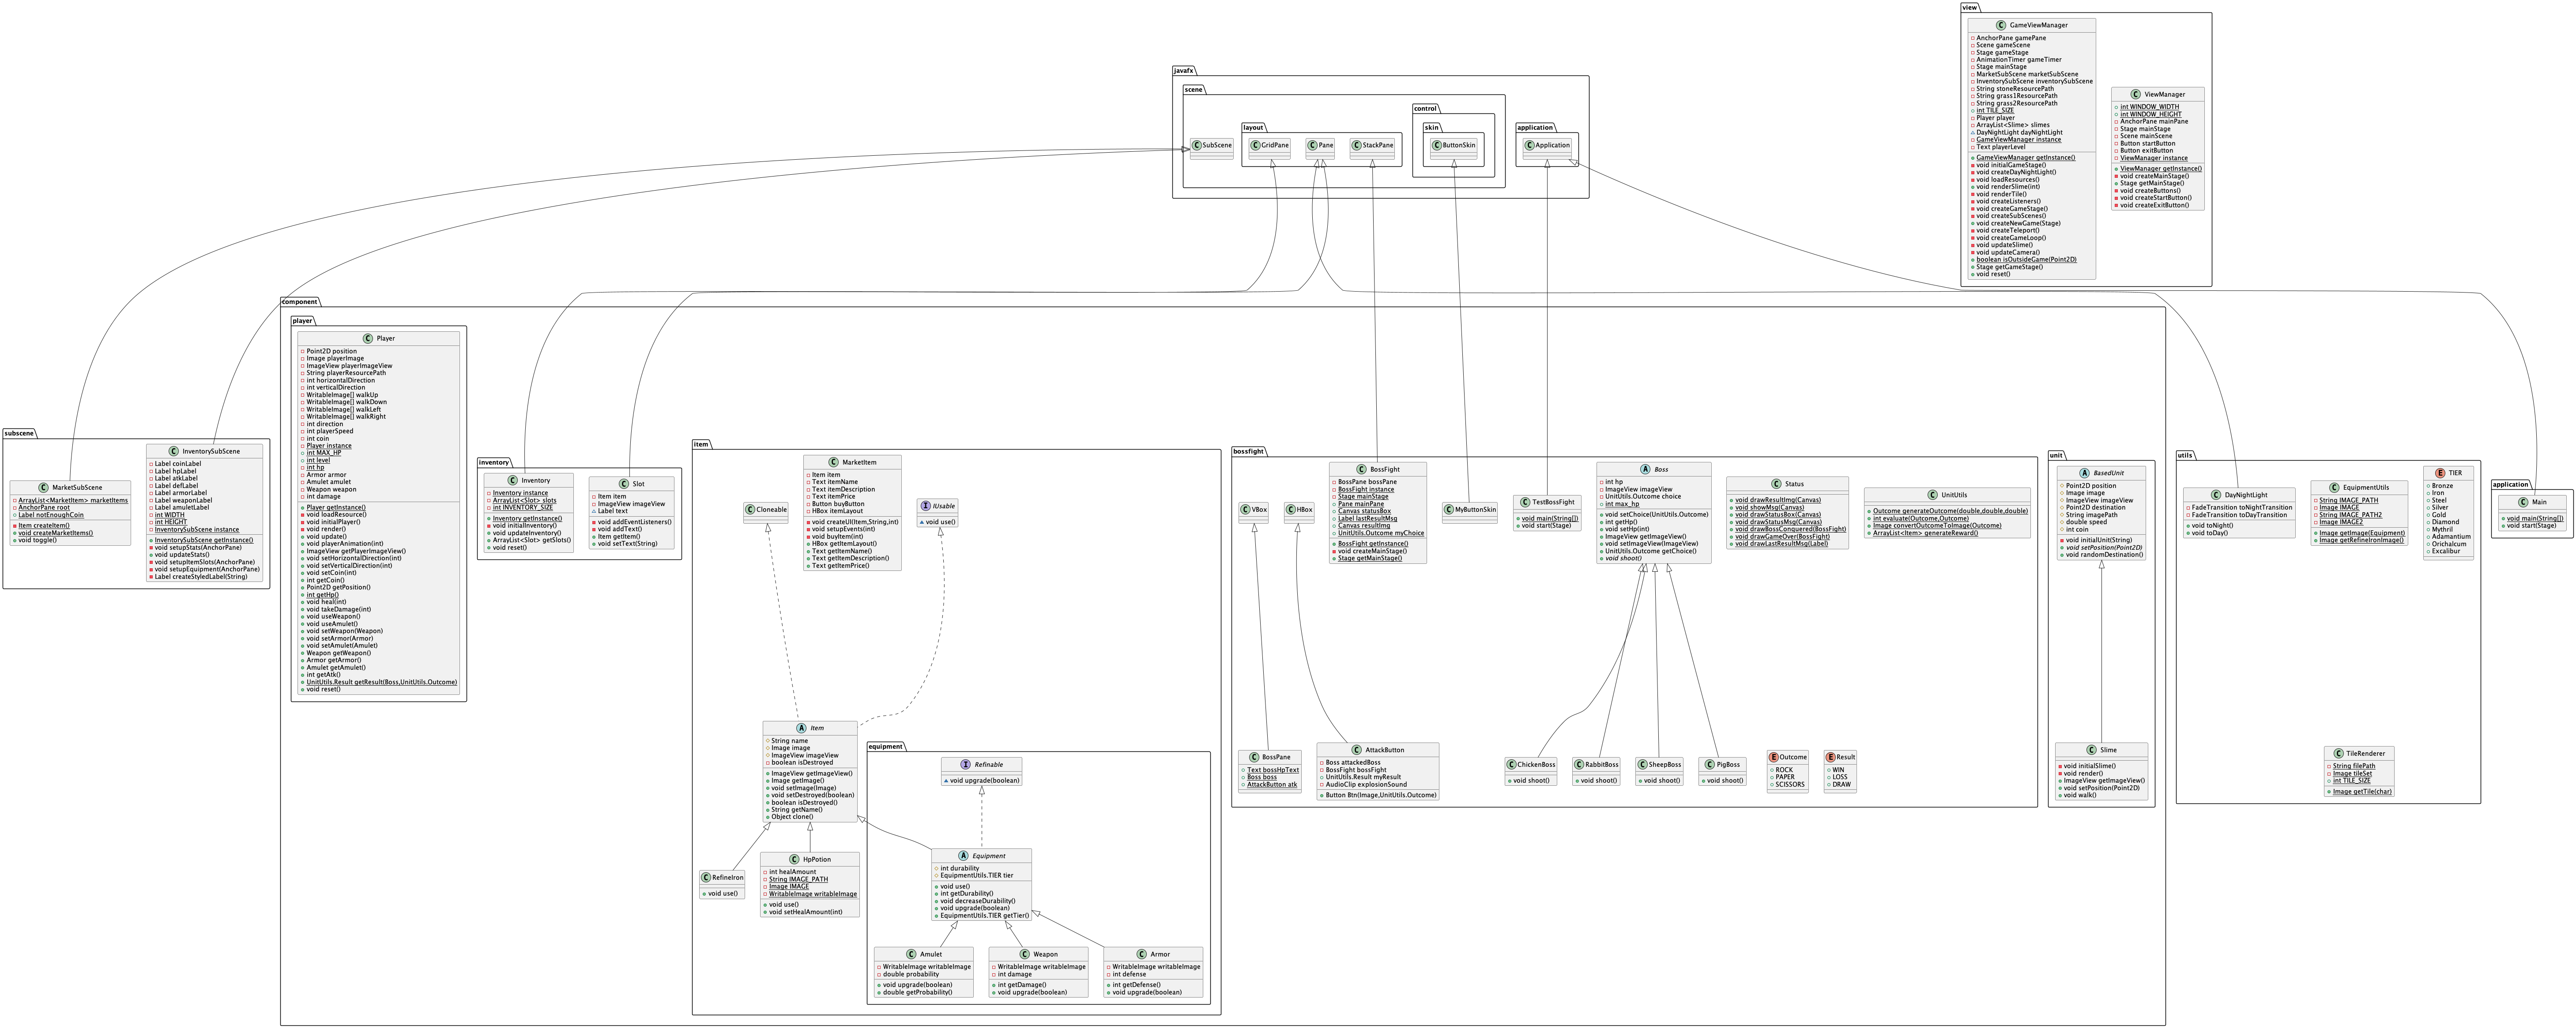 view
GameViewManager
AnchorPane gamePane
Scene gameScene
Stage gameStage
AnimationTimer gameTimer
Stage mainStage
MarketSubScene marketSubScene
InventorySubScene inventorySubScene
String stoneResourcePath
String grass1ResourcePath
String grass2ResourcePath
int TILE_SIZE
Player player
ArrayList<Slime> slimes
DayNightLight dayNightLight
GameViewManager instance
Text playerLevel
GameViewManager getInstance()
void initialGameStage()
void createDayNightLight()
void loadResources()
void renderSlime(int)
void renderTile()
void createListeners()
void createGameStage()
void createSubScenes()
void createNewGame(Stage)
void createTeleport()
void createGameLoop()
void updateSlime()
void updateCamera()
boolean isOutsideGame(Point2D)
Stage getGameStage()
void reset()
ViewManager
int WINDOW_WIDTH
int WINDOW_HEIGHT
AnchorPane mainPane
Stage mainStage
Scene mainScene
Button startButton
Button exitButton
ViewManager instance
ViewManager getInstance()
void createMainStage()
Stage getMainStage()
void createButtons()
void createStartButton()
void createExitButton()
javafx
scene
SubScene
layout
GridPane
Pane
StackPane
control
skin
ButtonSkin
application
Application
component
player
Player
Point2D position
Image playerImage
ImageView playerImageView
String playerResourcePath
int horizontalDirection
int verticalDirection
WritableImage[] walkUp
WritableImage[] walkDown
WritableImage[] walkLeft
WritableImage[] walkRight
int direction
int playerSpeed
int coin
Player instance
int MAX_HP
int level
int hp
Armor armor
Amulet amulet
Weapon weapon
int damage
Player getInstance()
void loadResource()
void initialPlayer()
void render()
void update()
void playerAnimation(int)
ImageView getPlayerImageView()
void setHorizontalDirection(int)
void setVerticalDirection(int)
void setCoin(int)
int getCoin()
Point2D getPosition()
int getHp()
void heal(int)
void takeDamage(int)
void useWeapon()
void useAmulet()
void setWeapon(Weapon)
void setArmor(Armor)
void setAmulet(Amulet)
Weapon getWeapon()
Armor getArmor()
Amulet getAmulet()
int getAtk()
UnitUtils.Result getResult(Boss,UnitUtils.Outcome)
void reset()
subscene
MarketSubScene
ArrayList<MarketItem> marketItems
AnchorPane root
Label notEnoughCoin
Item createItem()
void createMarketItems()
void toggle()
InventorySubScene
Label coinLabel
Label hpLabel
Label atkLabel
Label defLabel
Label armorLabel
Label weaponLabel
Label amuletLabel
int WIDTH
int HEIGHT
InventorySubScene instance
InventorySubScene getInstance()
void setupStats(AnchorPane)
void updateStats()
void setupItemSlots(AnchorPane)
void setupEquipment(AnchorPane)
Label createStyledLabel(String)
inventory
Inventory
Inventory instance
ArrayList<Slot> slots
int INVENTORY_SIZE
Inventory getInstance()
void initialInventory()
void updateInventory()
ArrayList<Slot> getSlots()
void reset()
Slot
Item item
ImageView imageView
Label text
void addEventListeners()
void addText()
Item getItem()
void setText(String)
item
Cloneable
MarketItem
Item item
Text itemName
Text itemDescription
Text itemPrice
Button buyButton
HBox itemLayout
void createUI(Item,String,int)
void setupEvents(int)
void buyItem(int)
HBox getItemLayout()
Text getItemName()
Text getItemDescription()
Text getItemPrice()
IUsable
void use()
Item
String name
Image image
ImageView imageView
boolean isDestroyed
ImageView getImageView()
Image getImage()
void setImage(Image)
void setDestroyed(boolean)
boolean isDestroyed()
String getName()
Object clone()
RefineIron
void use()
HpPotion
int healAmount
String IMAGE_PATH
Image IMAGE
WritableImage writableImage
void use()
void setHealAmount(int)
equipment
Refinable
void upgrade(boolean)
Equipment
int durability
EquipmentUtils.TIER tier
void use()
int getDurability()
void decreaseDurability()
void upgrade(boolean)
EquipmentUtils.TIER getTier()
Amulet
WritableImage writableImage
double probability
void upgrade(boolean)
double getProbability()
Weapon
WritableImage writableImage
int damage
int getDamage()
void upgrade(boolean)
Armor
WritableImage writableImage
int defense
int getDefense()
void upgrade(boolean)
bossfight
VBox
HBox
BossFight
BossPane bossPane
BossFight instance
Stage mainStage
Pane mainPane
Canvas statusBox
Label lastResultMsg
Canvas resultImg
UnitUtils.Outcome myChoice
BossFight getInstance()
void createMainStage()
Stage getMainStage()
MyButtonSkin
TestBossFight
void main(String[])
void start(Stage)
Boss
int hp
ImageView imageView
UnitUtils.Outcome choice
int max_hp
void setChoice(UnitUtils.Outcome)
int getHp()
void setHp(int)
ImageView getImageView()
void setImageView(ImageView)
UnitUtils.Outcome getChoice()
void shoot()
Status
void drawResultImg(Canvas)
void showMsg(Canvas)
void drawStatusBox(Canvas)
void drawStatusMsg(Canvas)
void drawBossConquered(BossFight)
void drawGameOver(BossFight)
void drawLastResultMsg(Label)
UnitUtils
Outcome generateOutcome(double,double,double)
int evaluate(Outcome,Outcome)
Image convertOutcomeToImage(Outcome)
ArrayList<Item> generateReward()
BossPane
Text bossHpText
Boss boss
AttackButton atk
AttackButton
Boss attackedBoss
BossFight bossFight
UnitUtils.Result myResult
AudioClip explosionSound
Button Btn(Image,UnitUtils.Outcome)
ChickenBoss
void shoot()
RabbitBoss
void shoot()
SheepBoss
void shoot()
PigBoss
void shoot()
Outcome
ROCK
PAPER
SCISSORS
Result
WIN
LOSS
DRAW
unit
BasedUnit
Point2D position
Image image
ImageView imageView
Point2D destination
String imagePath
double speed
int coin
void initialUnit(String)
void setPosition(Point2D)
void randomDestination()
Slime
void initialSlime()
void render()
ImageView getImageView()
void setPosition(Point2D)
void walk()
utils
DayNightLight
FadeTransition toNightTransition
FadeTransition toDayTransition
void toNight()
void toDay()
EquipmentUtils
String IMAGE_PATH
Image IMAGE
String IMAGE_PATH2
Image IMAGE2
Image getImage(Equipment)
Image getRefineIronImage()
TIER
Bronze
Iron
Steel
Silver
Gold
Diamond
Mythril
Adamantium
Orichalcum
Excalibur
TileRenderer
String filePath
Image tileSet
int TILE_SIZE
Image getTile(char)
application
Main
void main(String[])
void start(Stage)